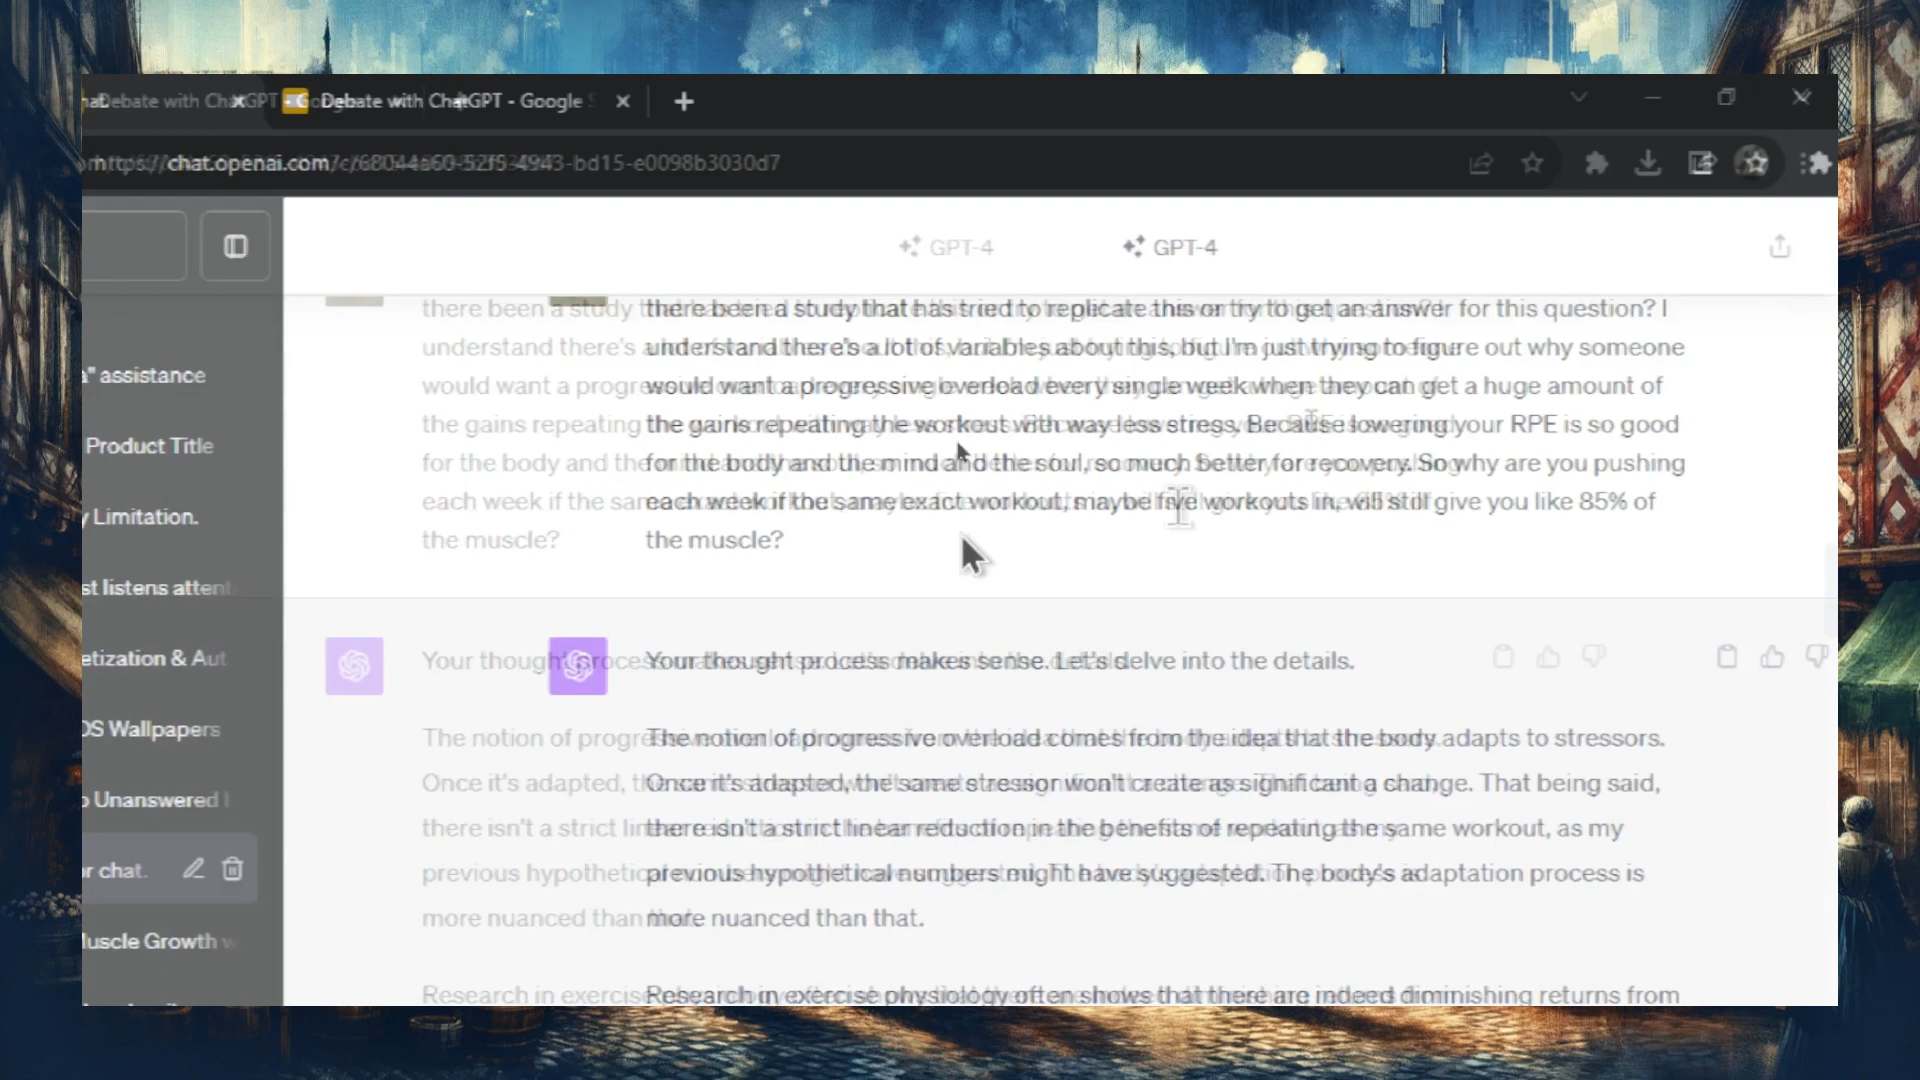 Debate with ChatGPT - Google S
chat.openai.com/c/68044a60-52f5-4943-bd15-e0098b3030d7
GPT-4
GPT-4
there been a study that has tried to replicate this or try to get an answer for this question? I
understand there's a lot of variables about this, but I'm just trying to figure out why someone
would want a progressive overload every single week when they can get a huge amount of
the gains repeating the workout with way less stress, Because lowering your RPE is so good
for the body and the mind and the soul, so much better for recovery. So why are you pushing
each week if the same exact workout, maybe five workouts in, will still give you like 85% of
the muscle?
a" assistance
Product Title
y Limitation.
st listens attent
etization & Aut
OS Wallpapers
o Unanswered
or chat.
Muscle Growth w
Your thought process makes sense. Let's delve into the details.
The notion of progressive overload comes from the idea that the body adapts to stressors.
Once it's adapted, the same stressor won't create as significant a change. That being said,
there isn't a strict linear reduction in the benefits of repeating the same workout, as my
previous hypothetical numbers might have suggested. The body's adaptation process is
more nuanced than that.
Research in exercise physiology often shows that there are indeed diminishing returns from